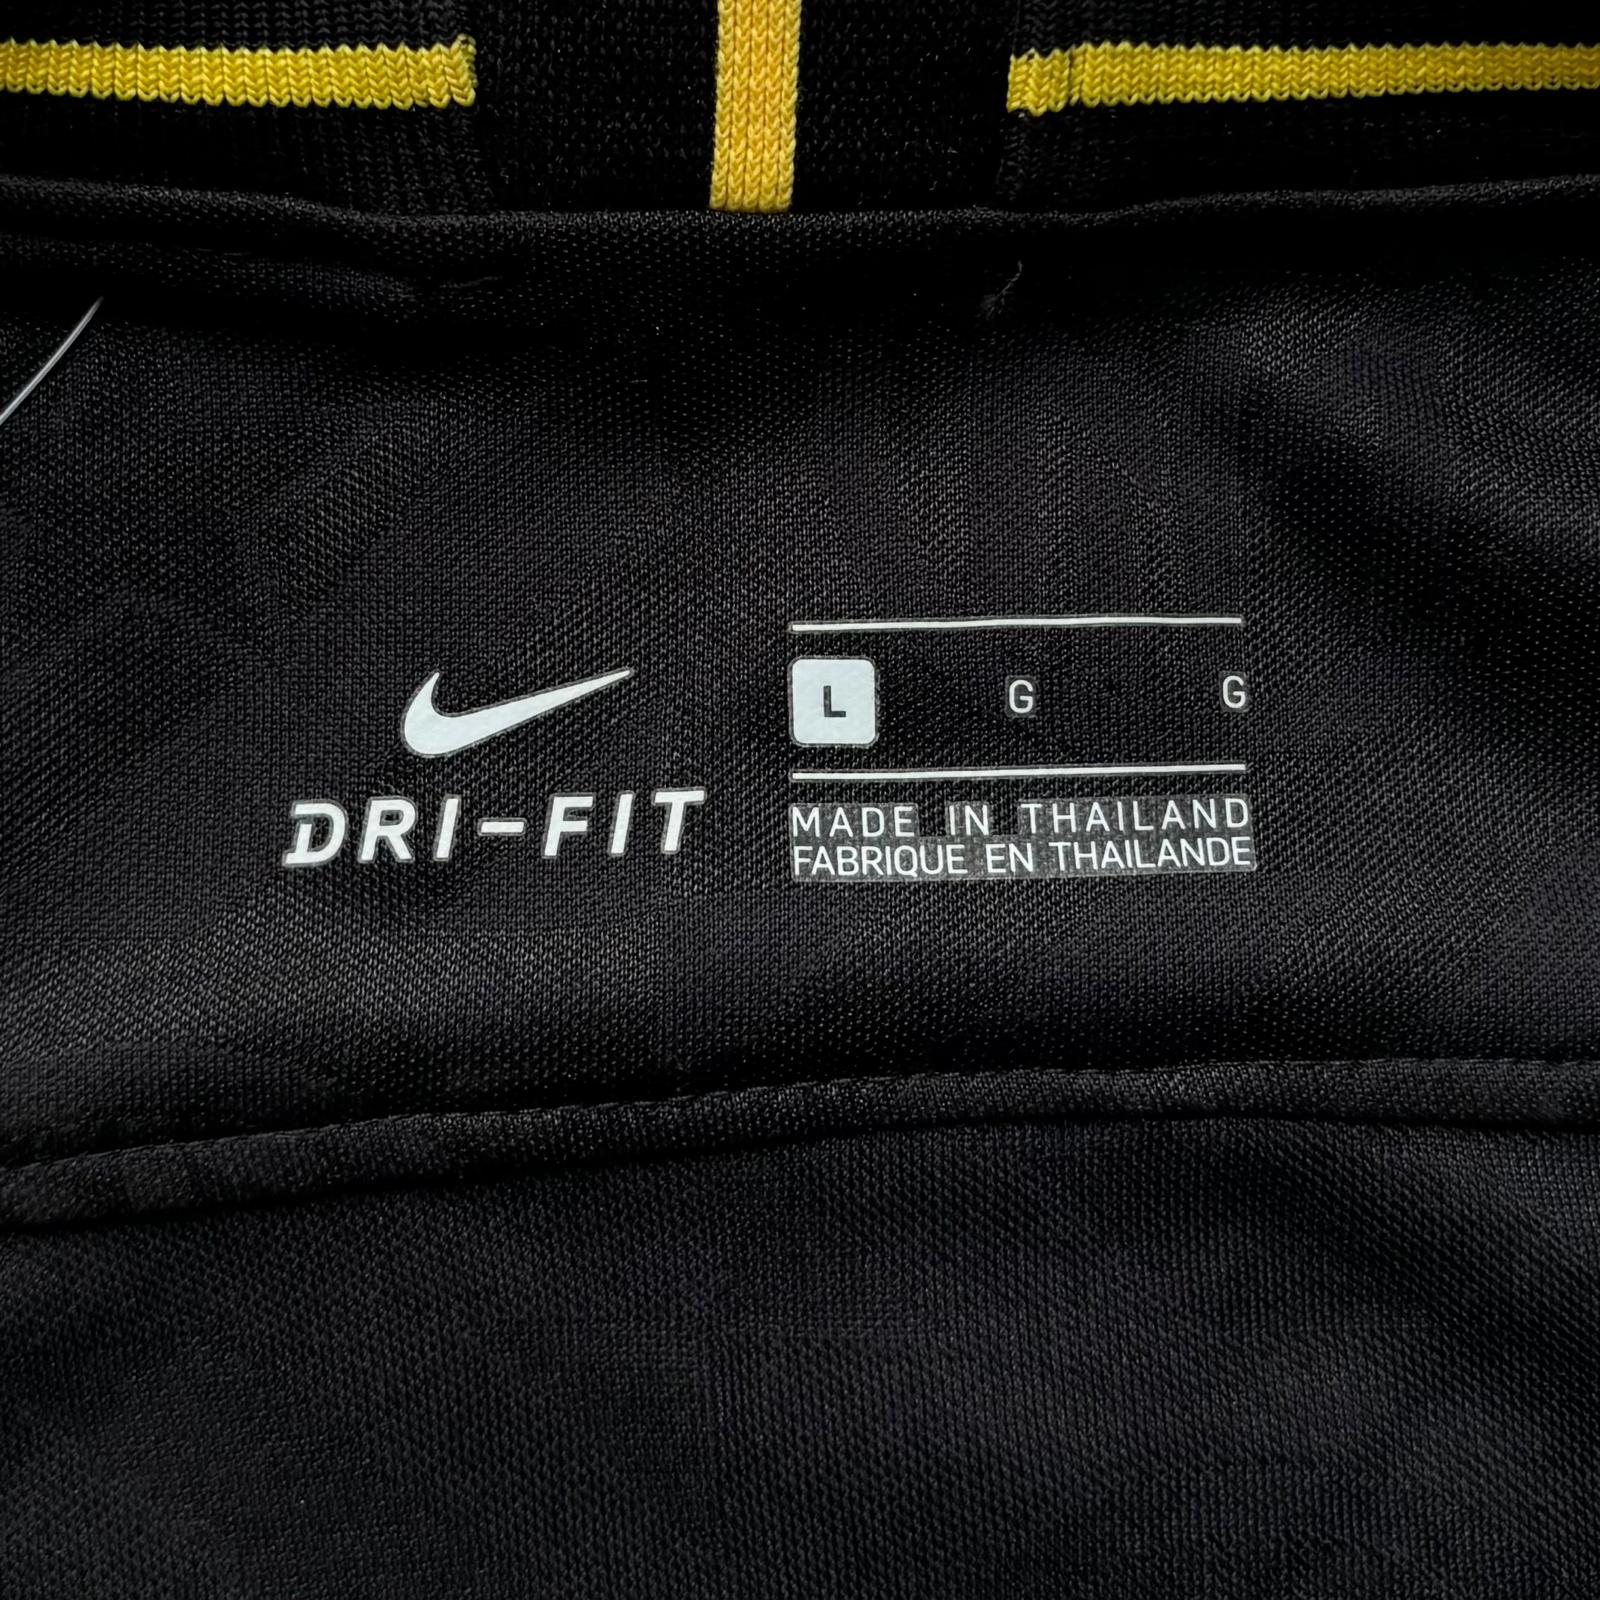 DRI-FIT
L G G
MADE IN THAILAND
FABRIQUE EN THAILANDE